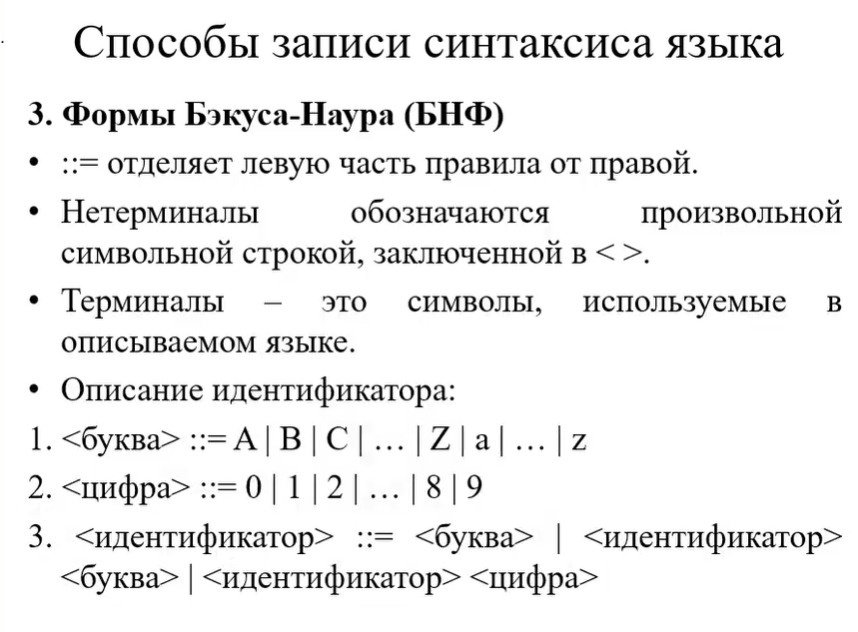 Способы записи синтаксиса языка
3. Формы Бэкуса-Наура (БНФ)
• ::= отделяет левую часть правила от правой.
• Нетерминалы обозначаются произвольной
символьной строкой, заключенной в < >.
• Терминалы – это символы, используемые в
описываемом языке.
• Описание идентификатора:
1. <буква> ::= A | B | C | … | Z | a | … | z
2. <цифра> ::= 0 | 1 | 2 | … | 8 | 9
3. <идентификатор> ::= <буква> | <идентификатор>
<буква> | <идентификатор> <цифра>